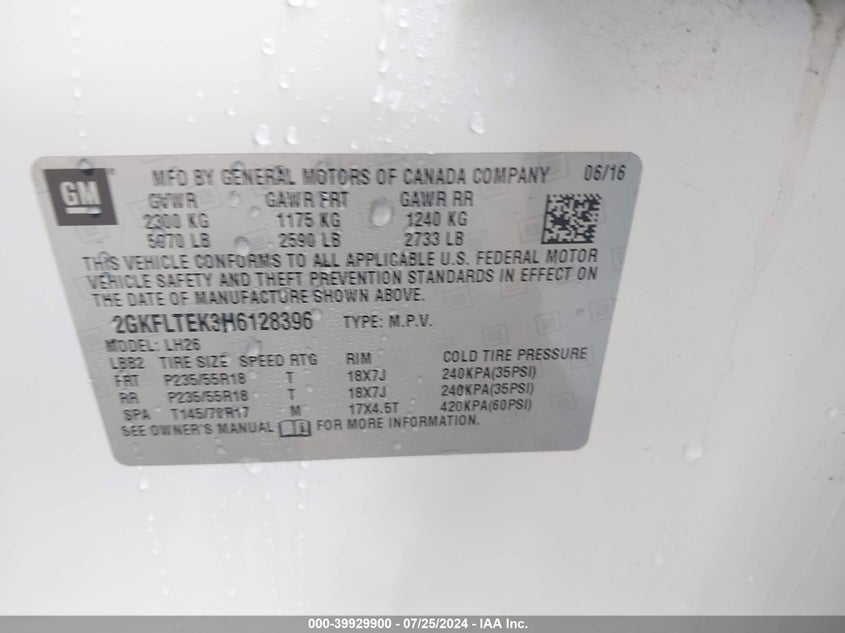 GM
MFD BY GENERAL MOTORS OF CANADA COMPANY 06/16
GVWR GAWR FRT GAWR RR
2300 KG 1175 KG 1240 KG
5070 LB 2590 LB 2733 LB
THIS VEHICLE CONFORMS TO ALL APPLICABLE U.S. FEDERAL MOTOR
VEHICLE SAFETY AND THEFT PREVENTION STANDARDS IN EFFECT ON
THE DATE OF MANUFACTURE SHOWN ABOVE.
2GKFLTEK3H6128396 TYPE: M.P.V.
MODEL: LH26
LBB2 TIRE SIZE SPEED RTG RIM COLD TIRE PRESSURE
FRT P235/55R18 T 18X7J 240KPA(35PSI)
RR P235/55R18 T 18X7J 240KPA(35PSI)
SPA T145/70R17 M 17X4.5T 420KPA(60PSI)
SEE OWNER'S MANUAL FOR MORE INFORMATION.
000-39929900 - 07/25/2024 - IAA Inc.